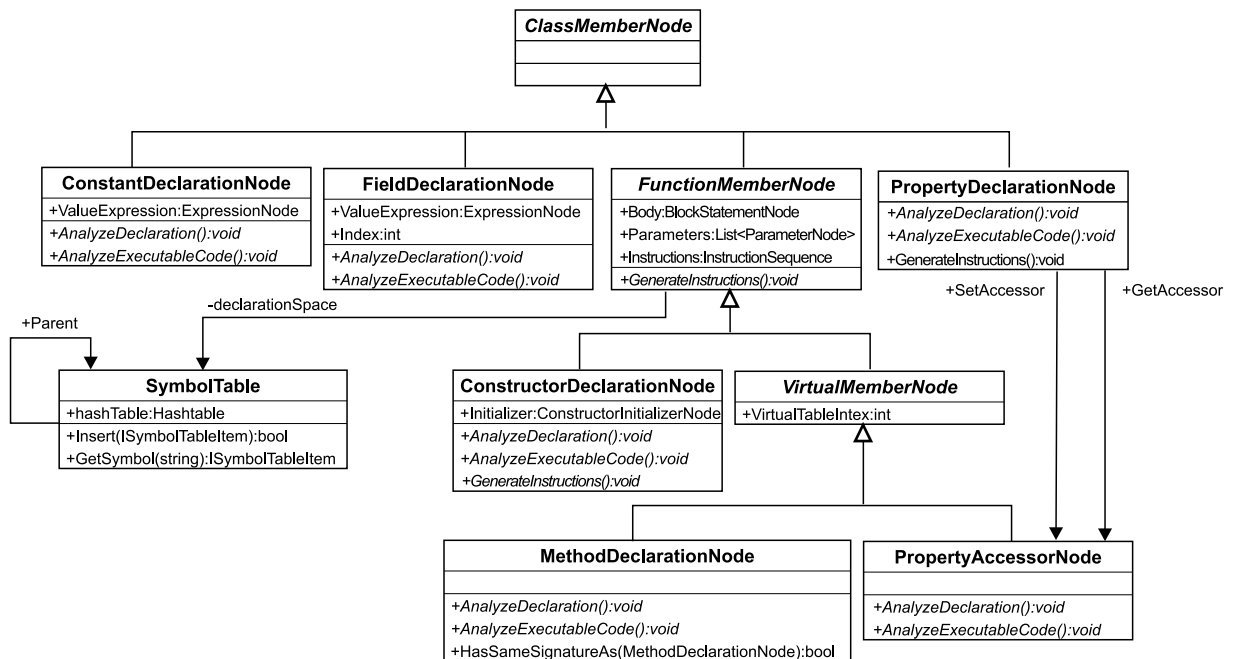 ClassMemberNode
ConstantDeclarationNode
+ValueExpression:ExpressionNode
+AnalyzeDeclaration():void
+AnalyzeExecutableCode():void
FieldDeclarationNode
+ValueExpression:ExpressionNode
+Index:int
+AnalyzeDeclaration():void
+AnalyzeExecutableCode():void
FunctionMemberNode
+Body:BlockStatementNode
+Parameters:List<ParameterNode>
+Instructions:InstructionSequence
+GenerateInstructions():void
PropertyDeclarationNode
+AnalyzeDeclaration():void
+AnalyzeExecutableCode():void
+GenerateInstructions():void
-declarationSpace
+SetAccessor
+GetAccessor
+Parent
SymbolTable
+hashTable:Hashtable
+Insert(ISymbolTableItem):bool
+GetSymbol(string):ISymbolTableItem
ConstructorDeclarationNode
+Initializer:ConstructorInitializerNode
+AnalyzeDeclaration():void
+AnalyzeExecutableCode():void
+GenerateInstructions():void
VirtualMemberNode
+VirtualTableIntex:int
MethodDeclarationNode
+AnalyzeDeclaration():void
+AnalyzeExecutableCode():void
+HasSameSignatureAs(MethodDeclarationNode):bool
PropertyAccessorNode
+AnalyzeDeclaration():void
+AnalyzeExecutableCode():void